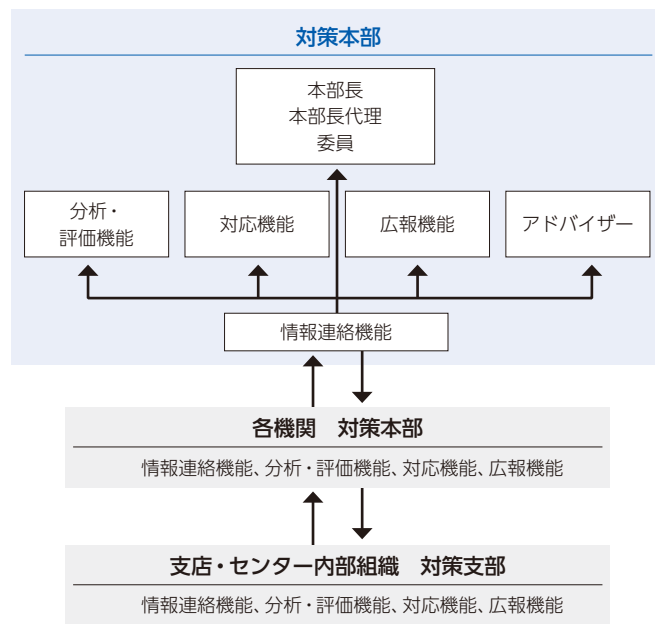 対策本部
本部長
本部長代理
委員
分析・
評価機能
対応機能
広報機能
アドバイザー
情報連絡機能
各機関　対策本部
情報連絡機能、分析・評価機能、対応機能、広報機能
支店・センター内部組織　対策支部
情報連絡機能、分析・評価機能、対応機能、広報機能